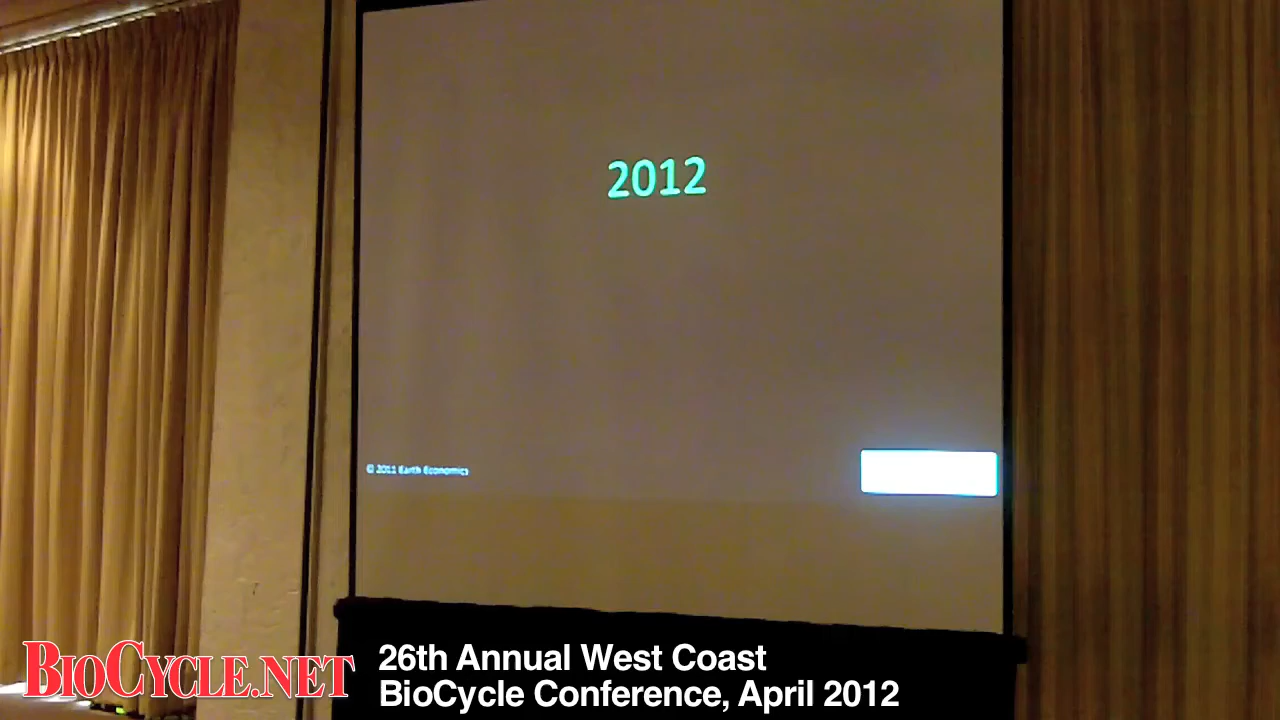 2012
© 2011 Earth Economics
BIOCYCLE.NET
26th Annual West Coast
BioCycle Conference, April 2012